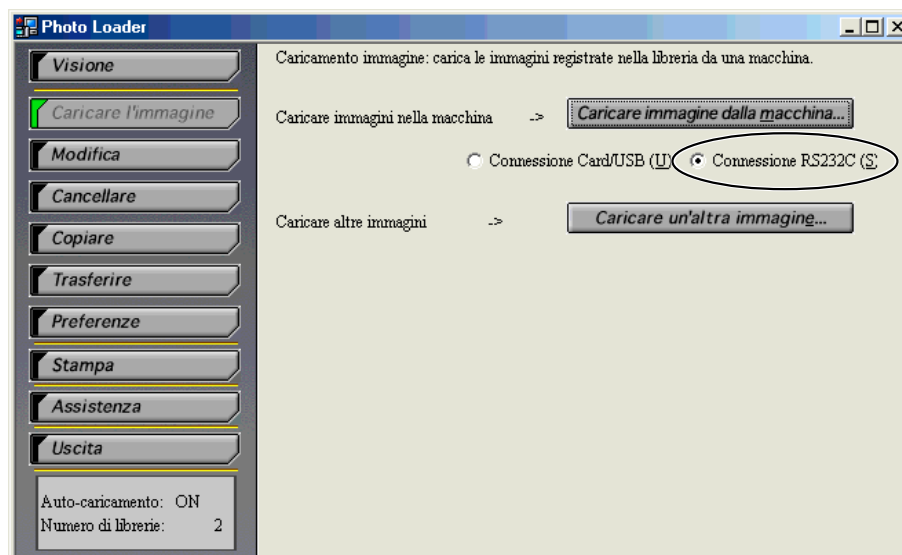 Photo Loader
Visione
Caricare l'immagine
Modifica
Cancellare
Copiare
Trasferire
Preferenze
Stampa
Assistenza
Uscita
Auto-caricamento: ON
Numero di librerie: 2
Caricamento immagine: carica le immagini registrate nella libreria da una macchina.
Caricare immagini nella macchina -> Caricare immagine dalla macchina...
Connessione Card/USB (U) Connessione RS232C (S)
Caricare altre immagini -> Caricare un'altra immagine...